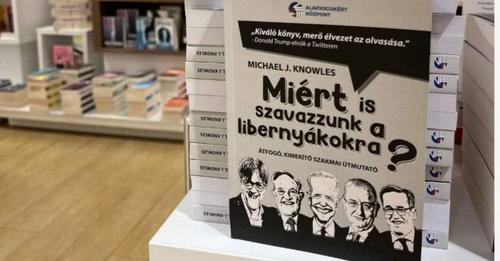 ALAPJOGOKÉRT
KÖZPONT
„Kiváló könyv, merő élvezet az olvasása."
- Donald Trump elnök a Twitteren
MICHAEL J. KNOWLES
Miért is
szavazzunk a
libernyákokra?
ÁTFOGÓ, KIMERÍTŐ SZAKMAI ÚTMUTATÓ